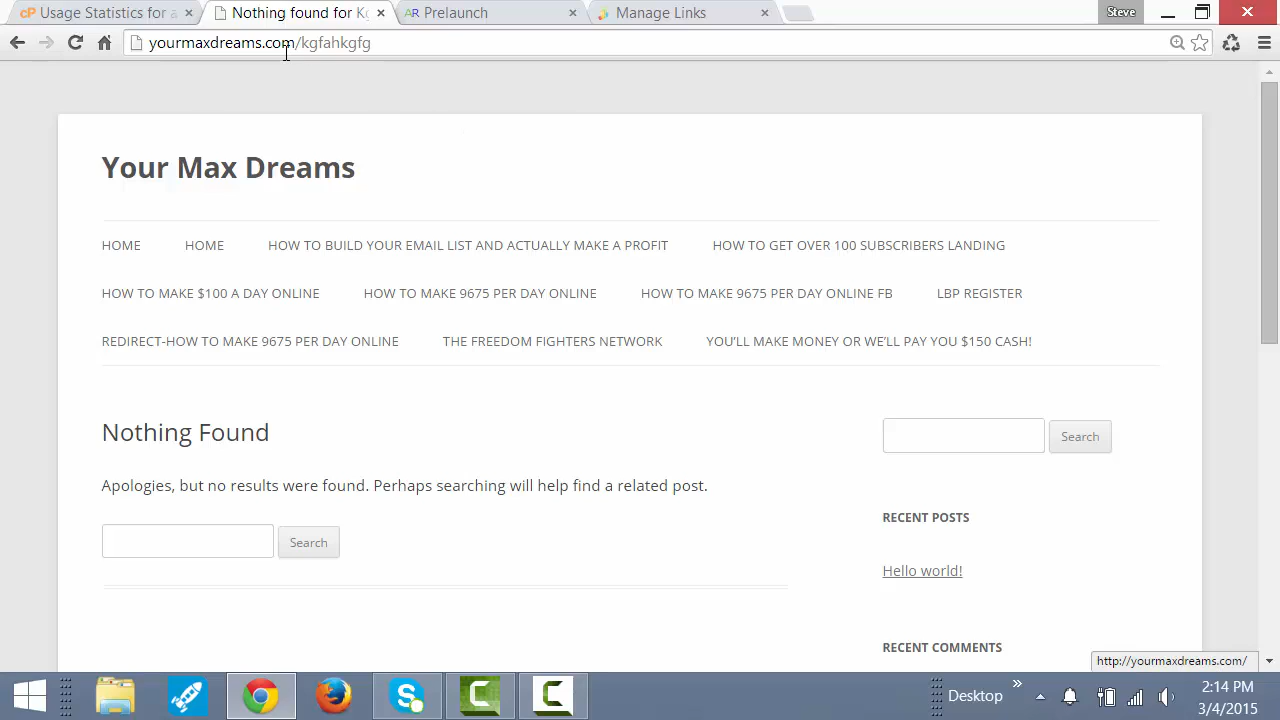 Usage Statistics for a
Nothing found for Kg
AR Prelaunch
Manage Links
Steve
yourmaxdreams.com/kgfahkgfg
Your Max Dreams
HOME HOME HOW TO BUILD YOUR EMAIL LIST AND ACTUALLY MAKE A PROFIT HOW TO GET OVER 100 SUBSCRIBERS LANDING
HOW TO MAKE $100 A DAY ONLINE HOW TO MAKE 9675 PER DAY ONLINE HOW TO MAKE 9675 PER DAY ONLINE FB LBP REGISTER
REDIRECT-HOW TO MAKE 9675 PER DAY ONLINE THE FREEDOM FIGHTERS NETWORK YOU'LL MAKE MONEY OR WE'LL PAY YOU $150 CASH!
Nothing Found
Apologies, but no results were found. Perhaps searching will help find a related post.
Search
Search
RECENT POSTS
Hello world!
RECENT COMMENTS
http://yourmaxdreams.com/
Desktop
2:14 PM
3/4/2015